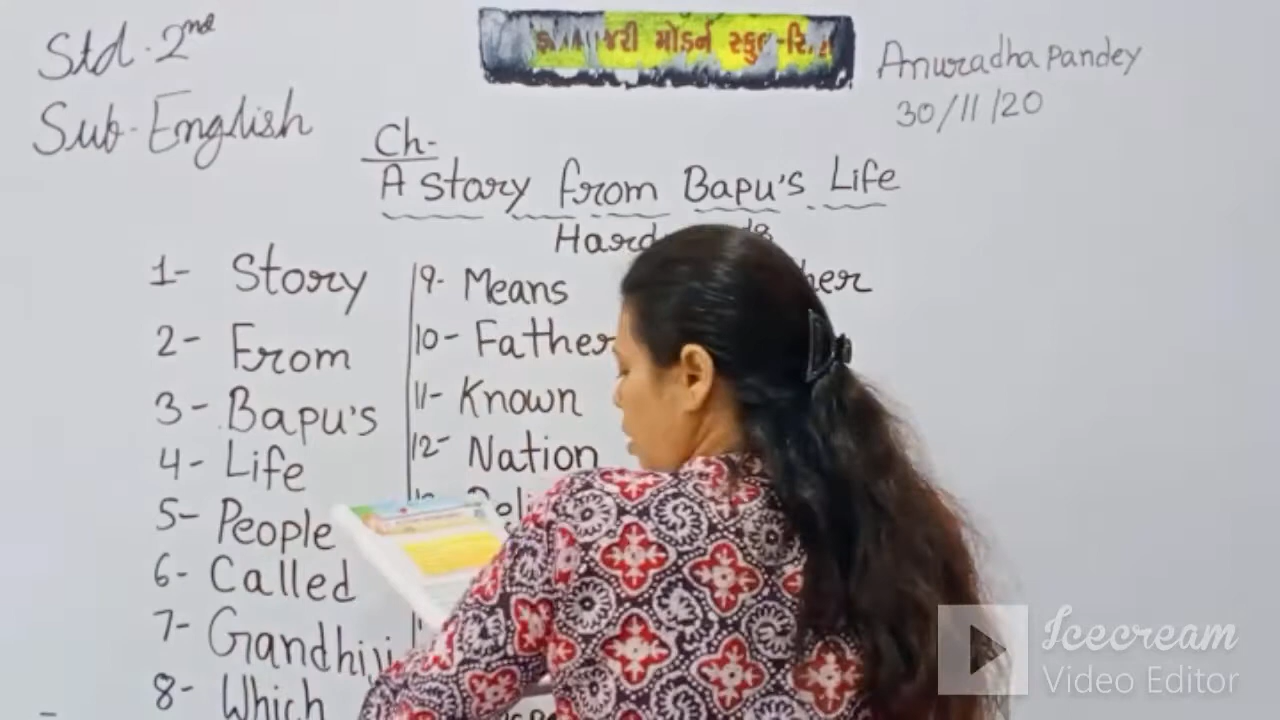 Std. 2nd
Sub. English
મોડર્ન સ્કુલ
Anuradha Pandey
30/11/20
Ch-
A Story from Bapu's Life
Hard
1- Story
2- From
3- Bapu's
4- Life
5- People
6- Called
7- Gandhiji
8- Which
9- Means
10- Father
11- Known
12- Nation
Icecream
Video Editor